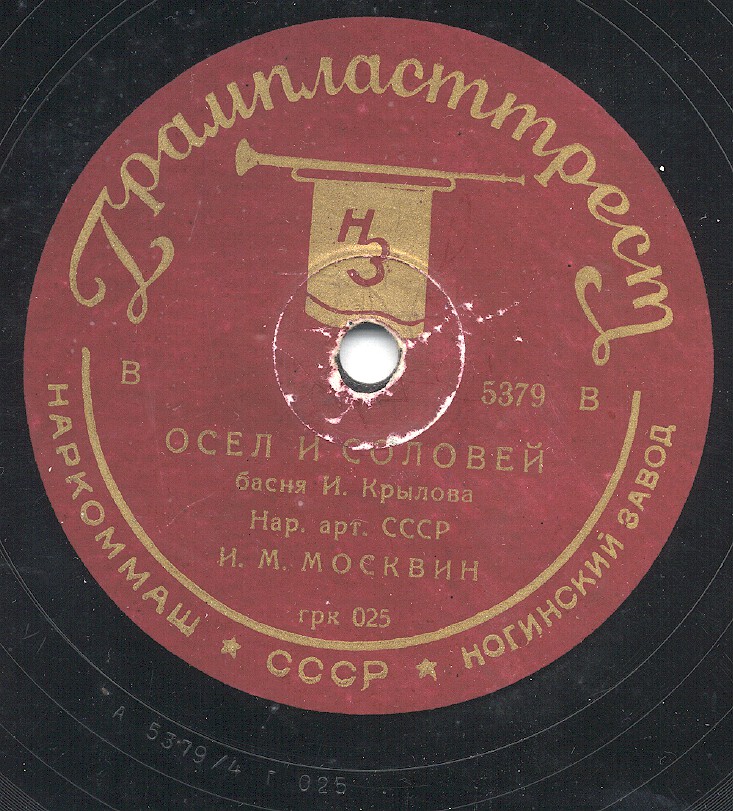 Грампласттрест
НЗ
В 5379 В
ОСЕЛ И СОЛОВЕЙ
басня И. Крылова
Нар. арт. СССР
И. М. МОСКВИН
грк 025
НАРКОММАШ ★ СССР ★ НОГИНСКИЙ ЗАВОД
А 5379/4 Г 025